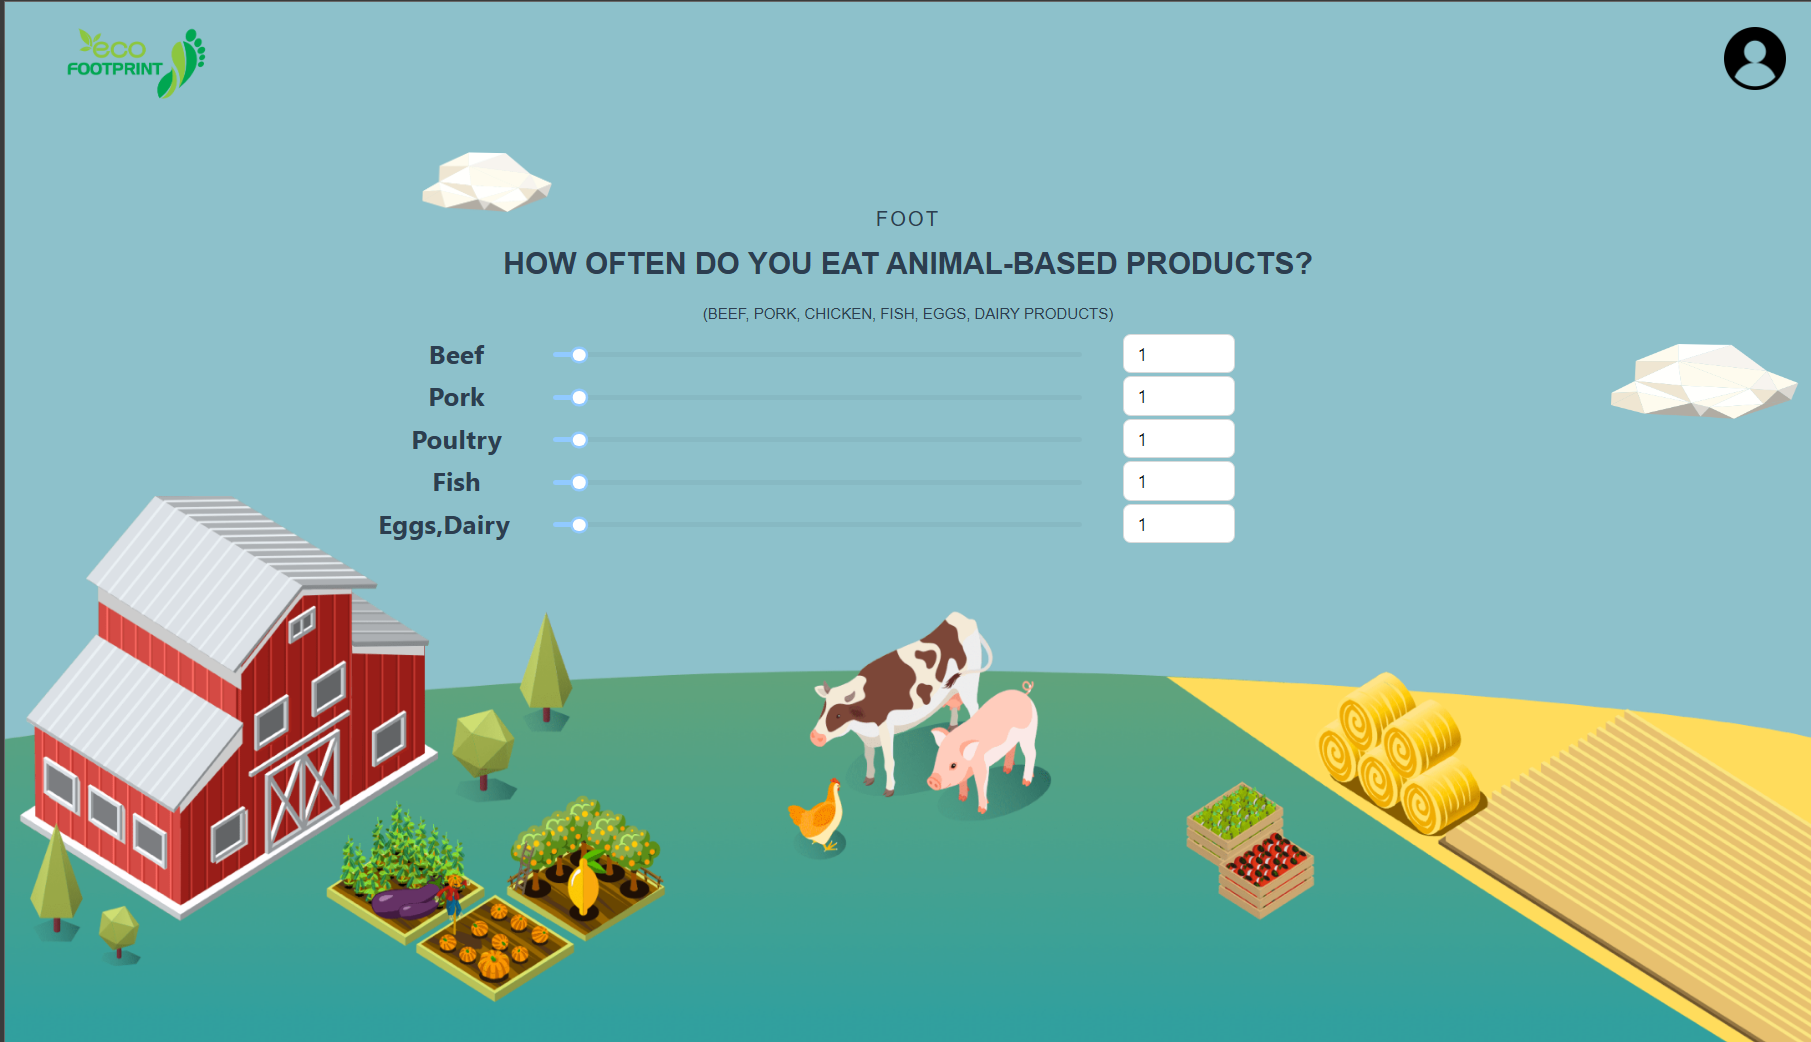 eco
FOOTPRINT
FOOT
HOW OFTEN DO YOU EAT ANIMAL-BASED PRODUCTS?
(BEEF, PORK, CHICKEN, FISH, EGGS, DAIRY PRODUCTS)
Beef 1
Pork 1
Poultry 1
Fish 1
Eggs,Dairy 1